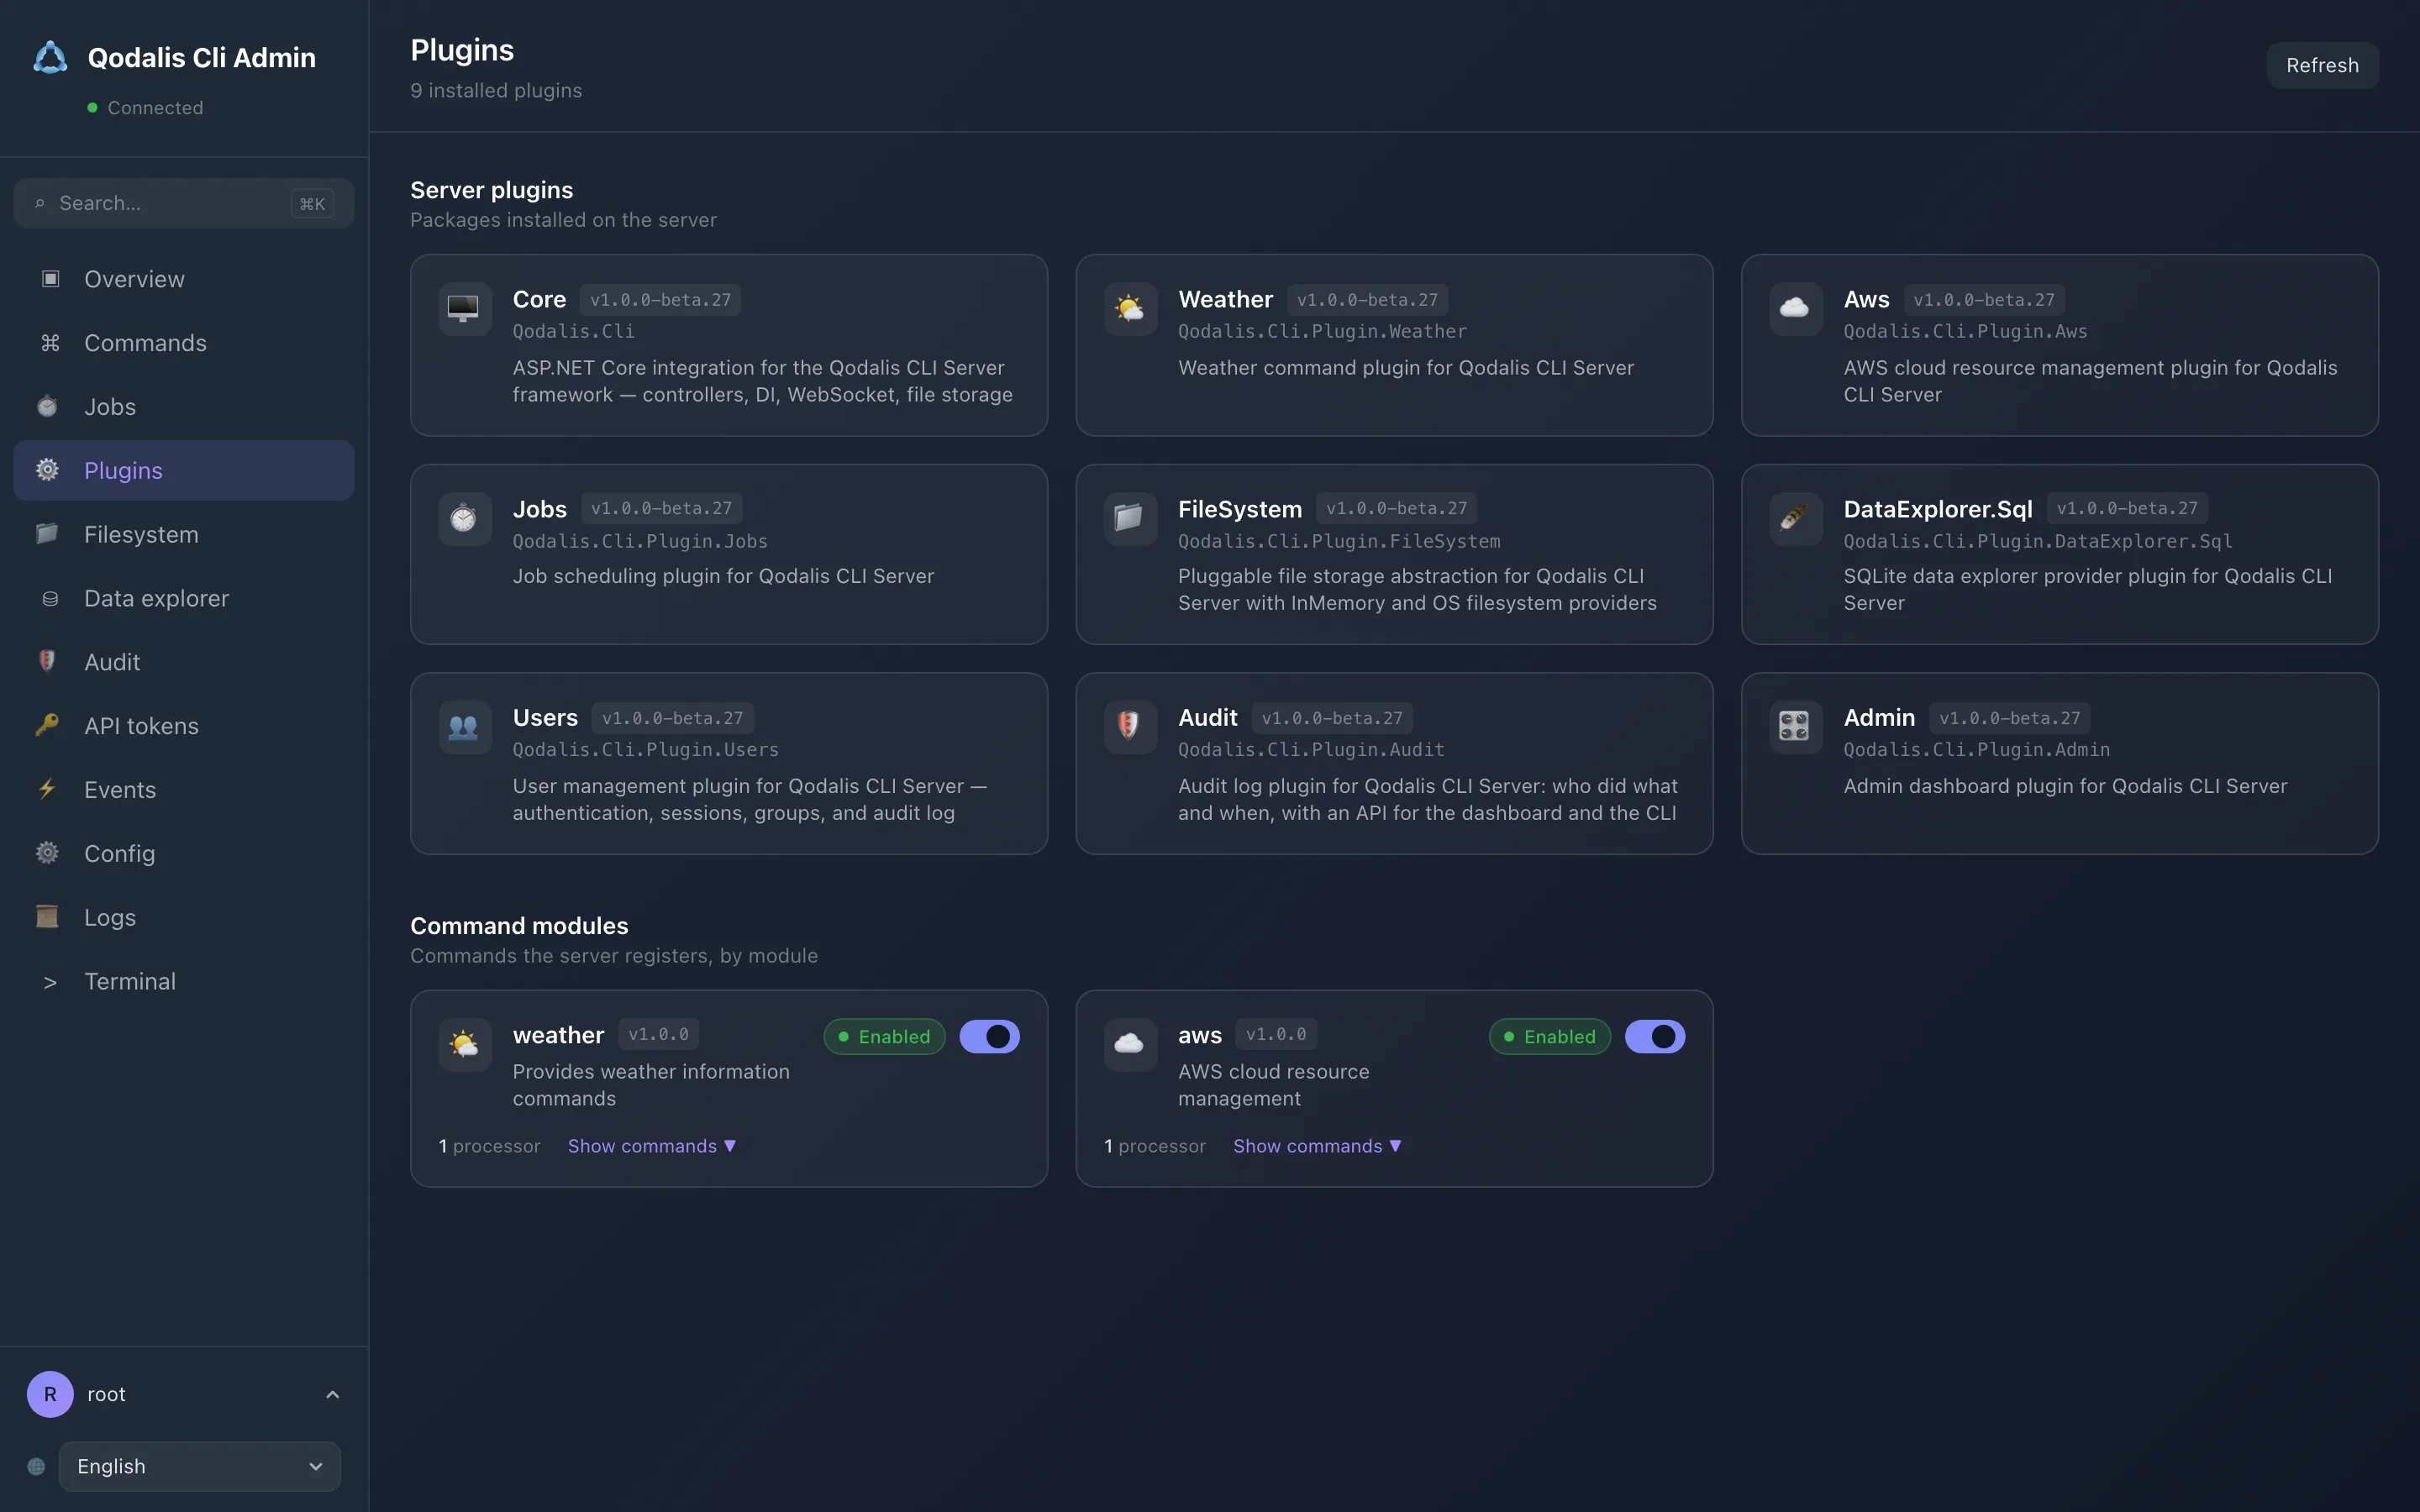 Qodalis Cli Admin
Connected
Search...
⌘K
Overview
Commands
Jobs
Plugins
Filesystem
Data explorer
Audit
API tokens
Events
Config
Logs
Terminal
R
root
English
Plugins
9 installed plugins
Refresh
Server plugins
Packages installed on the server
Core v1.0.0-beta.27
Qodalis.Cli
ASP.NET Core integration for the Qodalis CLI Server
framework — controllers, DI, WebSocket, file storage
Weather v1.0.0-beta.27
Qodalis.Cli.Plugin.Weather
Weather command plugin for Qodalis CLI Server
Aws v1.0.0-beta.27
Qodalis.Cli.Plugin.Aws
AWS cloud resource management plugin for Qodalis
CLI Server
Jobs v1.0.0-beta.27
Qodalis.Cli.Plugin.Jobs
Job scheduling plugin for Qodalis CLI Server
FileSystem v1.0.0-beta.27
Qodalis.Cli.Plugin.FileSystem
Pluggable file storage abstraction for Qodalis CLI
Server with InMemory and OS filesystem providers
DataExplorer.Sql v1.0.0-beta.27
Qodalis.Cli.Plugin.DataExplorer.Sql
SQLite data explorer provider plugin for Qodalis CLI
Server
Users v1.0.0-beta.27
Qodalis.Cli.Plugin.Users
User management plugin for Qodalis CLI Server —
authentication, sessions, groups, and audit log
Audit v1.0.0-beta.27
Qodalis.Cli.Plugin.Audit
Audit log plugin for Qodalis CLI Server: who did what
and when, with an API for the dashboard and the CLI
Admin v1.0.0-beta.27
Qodalis.Cli.Plugin.Admin
Admin dashboard plugin for Qodalis CLI Server
Command modules
Commands the server registers, by module
weather v1.0.0 Enabled
Provides weather information
commands
1 processor Show commands ▼
aws v1.0.0 Enabled
AWS cloud resource
management
1 processor Show commands ▼